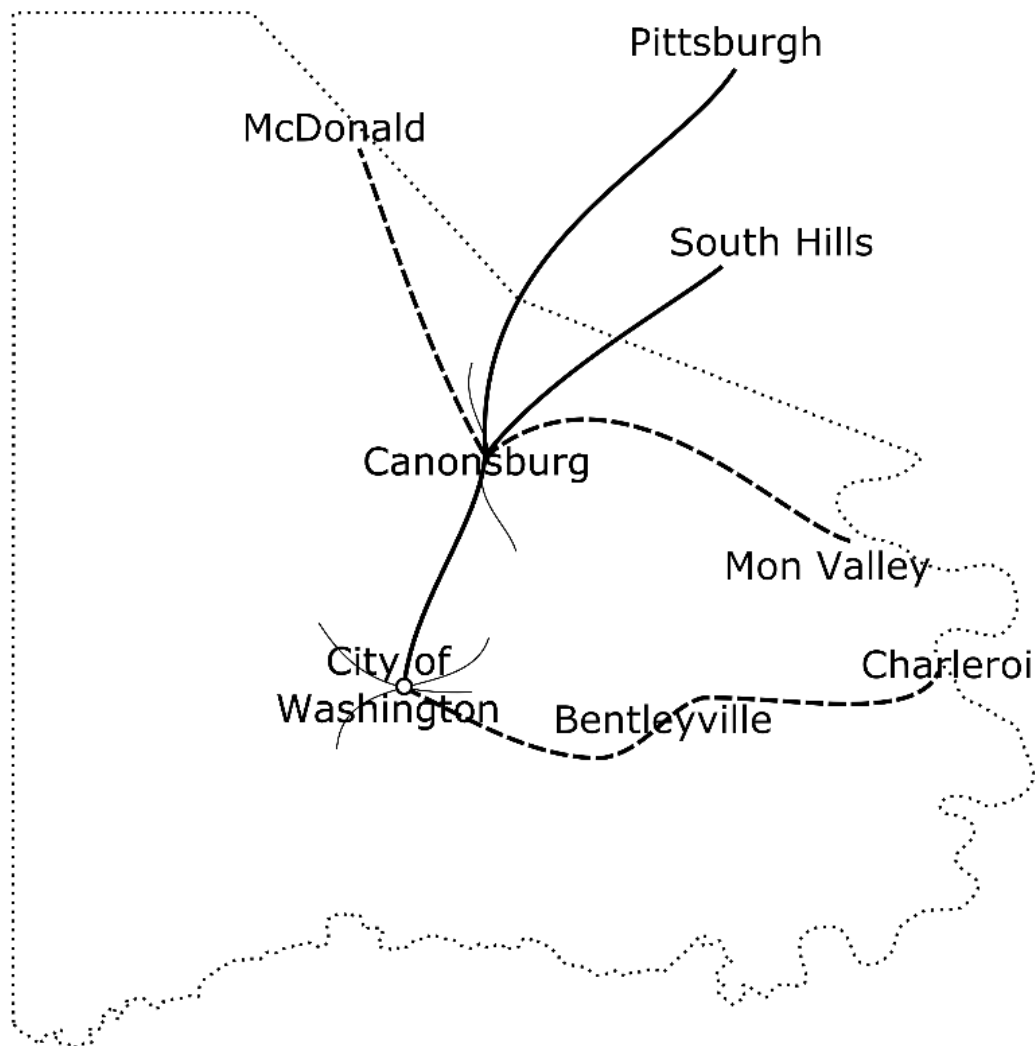 Pittsburgh
McDonald
South Hills
Canonsburg
Mon Valley
City of
Washington
Charleroi
Bentleyville